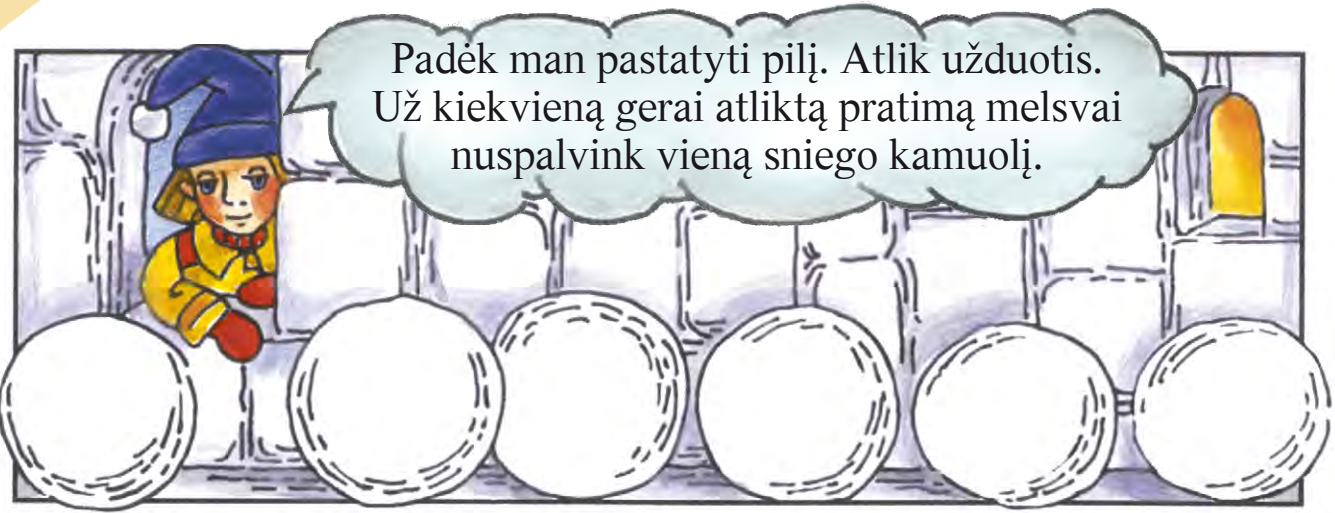 Padėk man pastatyti pilį. Atlik užduotis.
Už kiekvieną gerai atliktą pratimą melsvai
nuspalvink vieną sniego kamuolį.